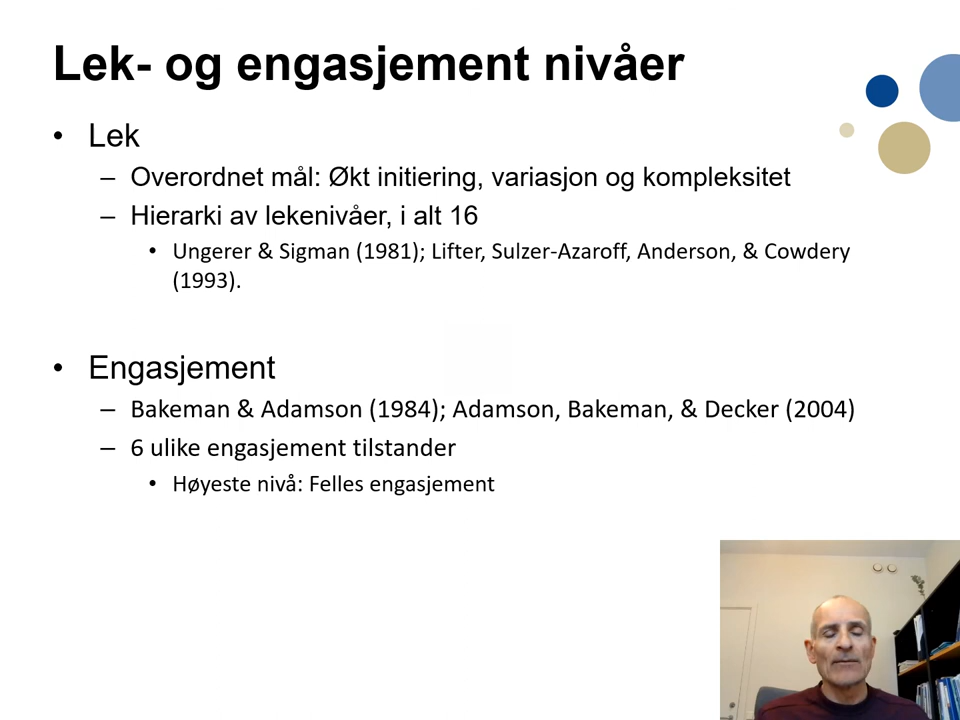 Lek- og engasjement nivåer
• Lek
– Overordnet mål: Økt initiering, variasjon og kompleksitet
– Hierarki av lekenivåer, i alt 16
• Ungerer & Sigman (1981); Lifter, Sulzer-Azaroff, Anderson, & Cowdery
(1993).
• Engasjement
– Bakeman & Adamson (1984); Adamson, Bakeman, & Decker (2004)
– 6 ulike engasjement tilstander
• Høyeste nivå: Felles engasjement